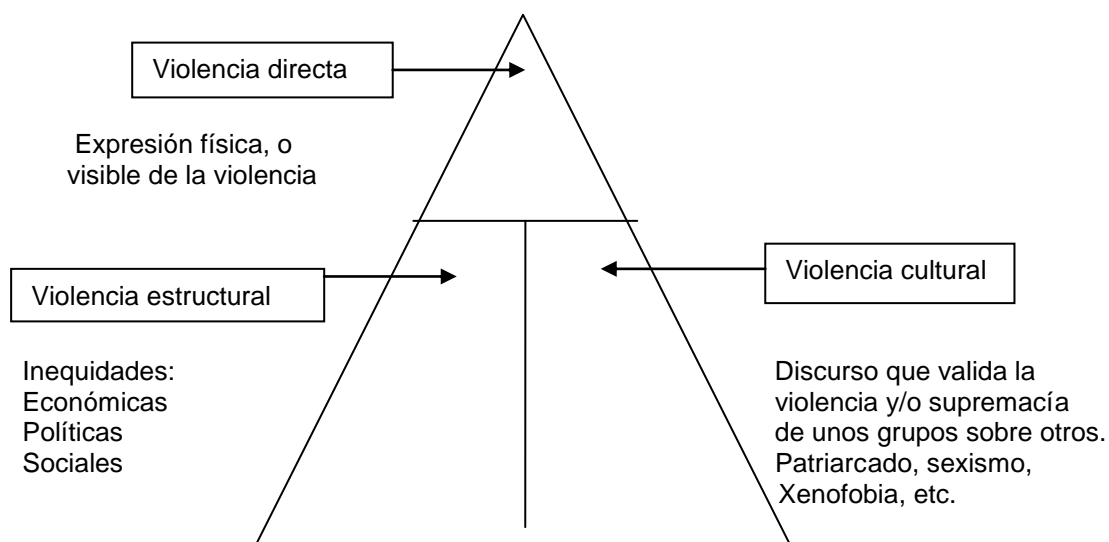 Violencia directa
Expresión física, o
visible de la violencia
Violencia estructural
Inequidades:
Económicas
Políticas
Sociales
Violencia cultural
Discurso que valida la
violencia y/o supremacía
de unos grupos sobre otros.
Patriarcado, sexismo,
Xenofobia, etc.